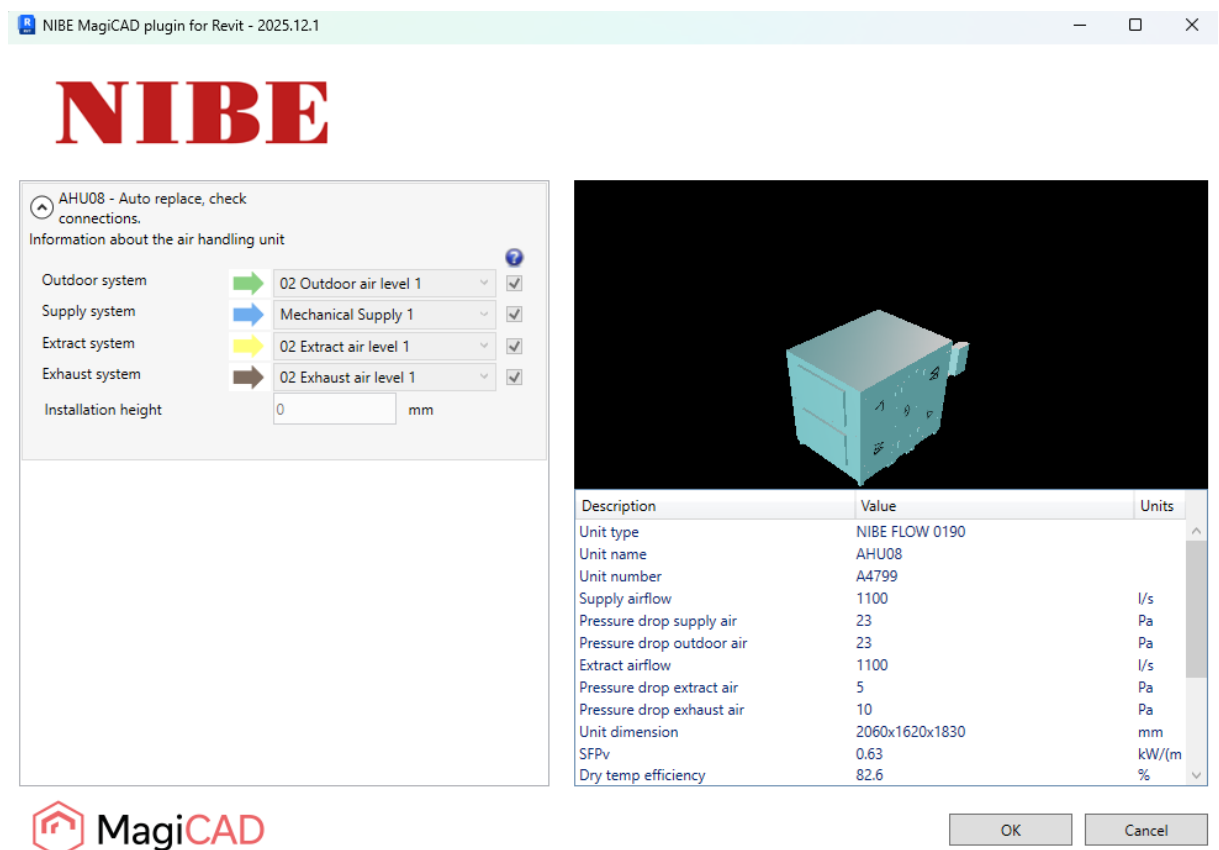 NIBE MagiCAD plugin for Revit - 2025.12.1
NIBE
AHU08 - Auto replace, check
connections.
Information about the air handling unit
Outdoor system 02 Outdoor air level 1
Supply system Mechanical Supply 1
Extract system 02 Extract air level 1
Exhaust system 02 Exhaust air level 1
Installation height 0 mm
Description Value Units
Unit type NIBE FLOW 0190
Unit name AHU08
Unit number A4799
Supply airflow 1100 l/s
Pressure drop supply air 23 Pa
Pressure drop outdoor air 23 Pa
Extract airflow 1100 l/s
Pressure drop extract air 5 Pa
Pressure drop exhaust air 10 Pa
Unit dimension 2060x1620x1830 mm
SFPv 0.63 kW/(m
Dry temp efficiency 82.6 %
MagiCAD
OK Cancel